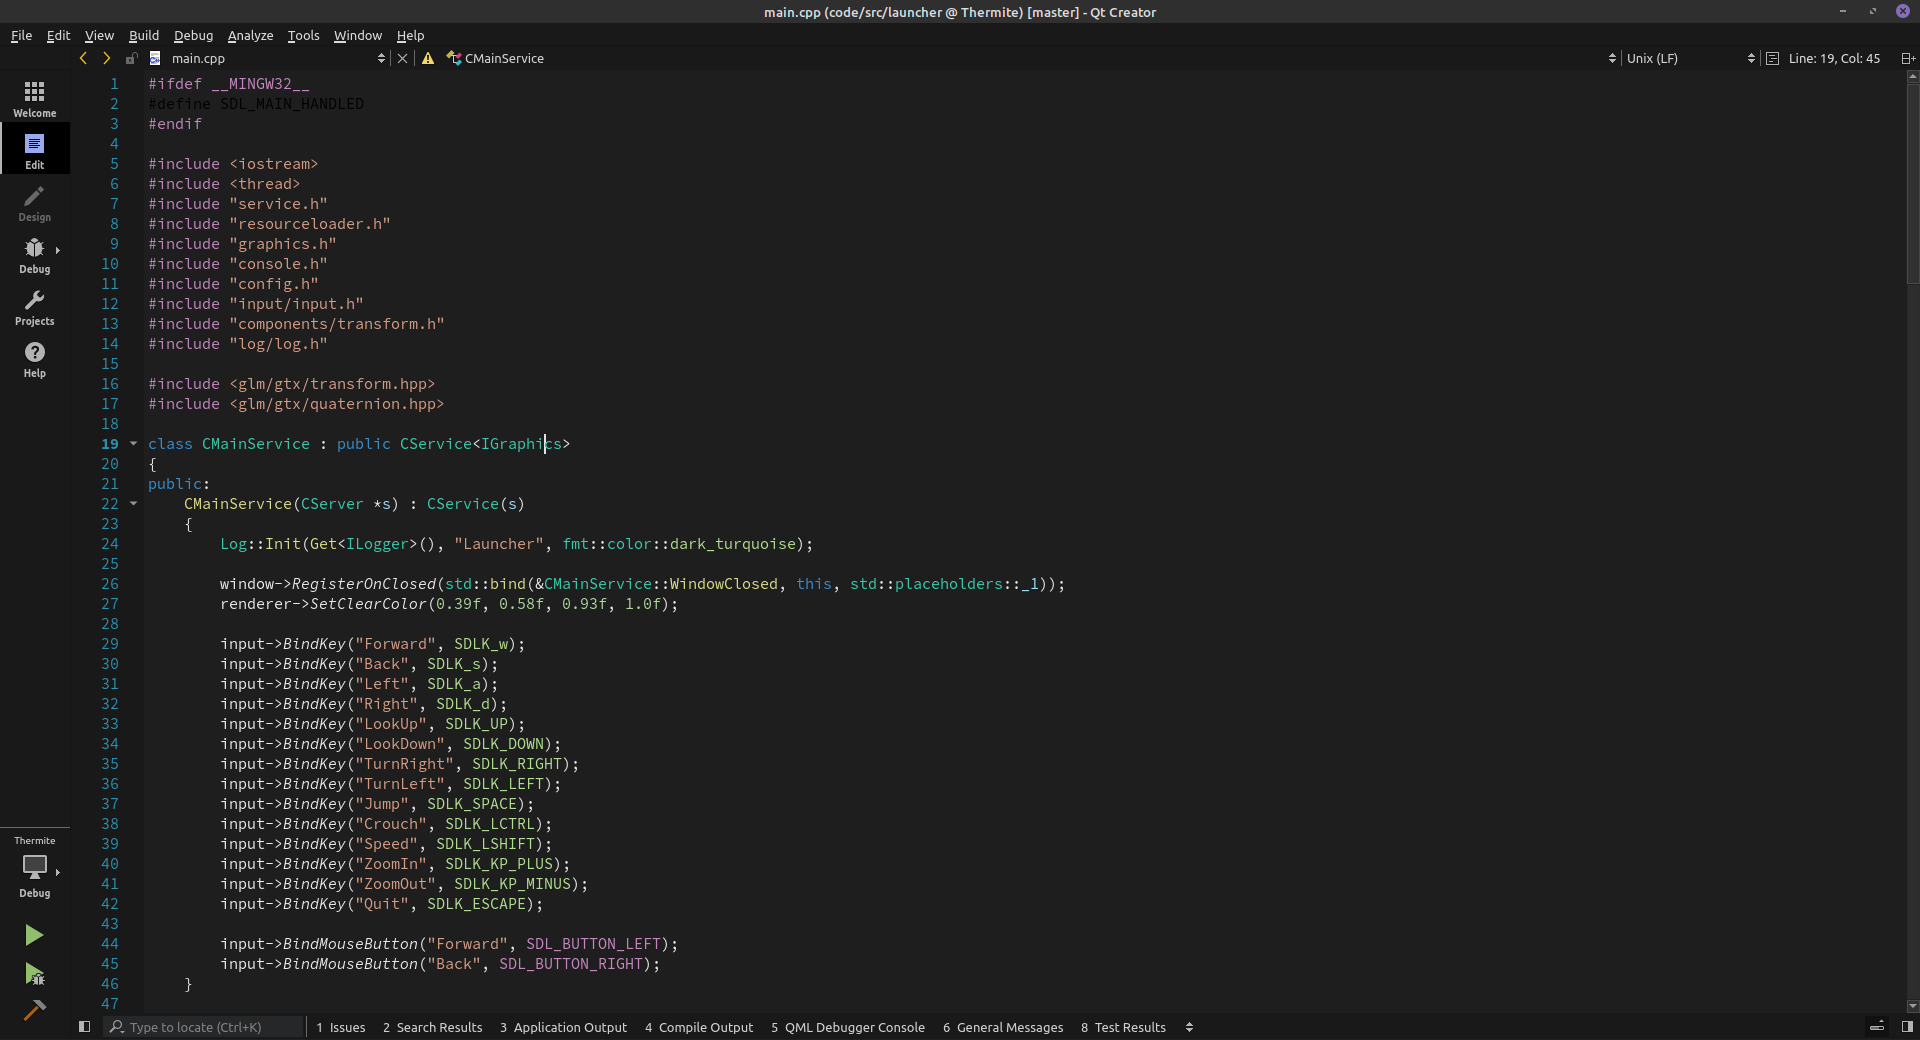 main.cpp (code/src/launcher @ Thermite) [master] - Qt Creator
File Edit View Build Debug Analyze Tools Window Help
main.cpp CMainService Unix (LF) Line: 19, Col: 45
Welcome
Edit
Design
Debug
Projects
Help
Thermite
Debug
1 #ifdef __MINGW32__
2 #define SDL_MAIN_HANDLED
3 #endif
4
5 #include <iostream>
6 #include <thread>
7 #include "service.h"
8 #include "resourceloader.h"
9 #include "graphics.h"
10 #include "console.h"
11 #include "config.h"
12 #include "input/input.h"
13 #include "components/transform.h"
14 #include "log/log.h"
15
16 #include <glm/gtx/transform.hpp>
17 #include <glm/gtx/quaternion.hpp>
18
19 class CMainService : public CService<IGraphics>
20 {
21 public:
22     CMainService(CServer *s) : CService(s)
23     {
24         Log::Init(Get<ILogger>(), "Launcher", fmt::color::dark_turquoise);
25
26         window->RegisterOnClosed(std::bind(&CMainService::WindowClosed, this, std::placeholders::_1));
27         renderer->SetClearColor(0.39f, 0.58f, 0.93f, 1.0f);
28
29         input->BindKey("Forward", SDLK_w);
30         input->BindKey("Back", SDLK_s);
31         input->BindKey("Left", SDLK_a);
32         input->BindKey("Right", SDLK_d);
33         input->BindKey("LookUp", SDLK_UP);
34         input->BindKey("LookDown", SDLK_DOWN);
35         input->BindKey("TurnRight", SDLK_RIGHT);
36         input->BindKey("TurnLeft", SDLK_LEFT);
37         input->BindKey("Jump", SDLK_SPACE);
38         input->BindKey("Crouch", SDLK_LCTRL);
39         input->BindKey("Speed", SDLK_LSHIFT);
40         input->BindKey("ZoomIn", SDLK_KP_PLUS);
41         input->BindKey("ZoomOut", SDLK_KP_MINUS);
42         input->BindKey("Quit", SDLK_ESCAPE);
43
44         input->BindMouseButton("Forward", SDL_BUTTON_LEFT);
45         input->BindMouseButton("Back", SDL_BUTTON_RIGHT);
46     }
47
Type to locate (Ctrl+K) 1 Issues 2 Search Results 3 Application Output 4 Compile Output 5 QML Debugger Console 6 General Messages 8 Test Results